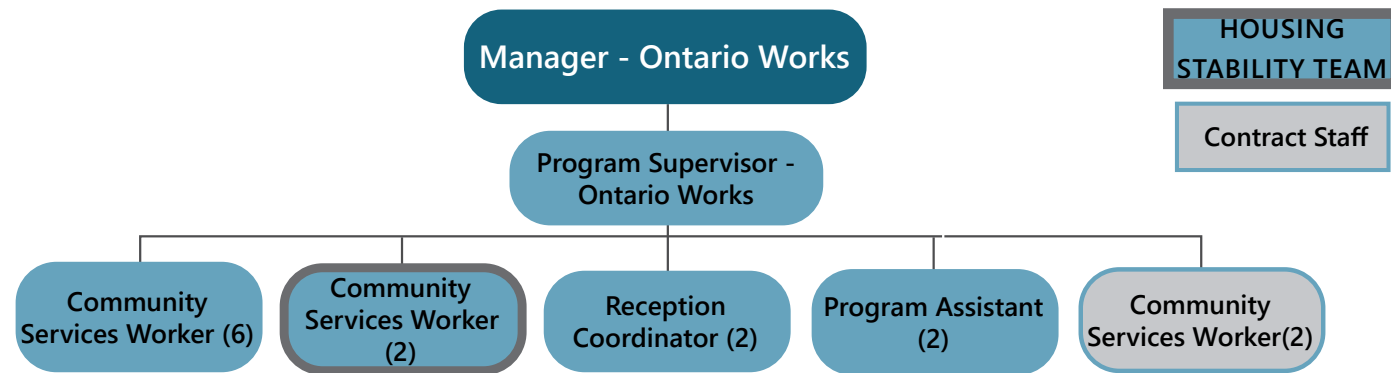 Manager - Ontario Works
HOUSING
STABILITY TEAM
Contract Staff
Program Supervisor -
Ontario Works
Community
Services Worker (6)
Community
Services Worker
(2)
Reception
Coordinator (2)
Program Assistant
(2)
Community
Services Worker(2)